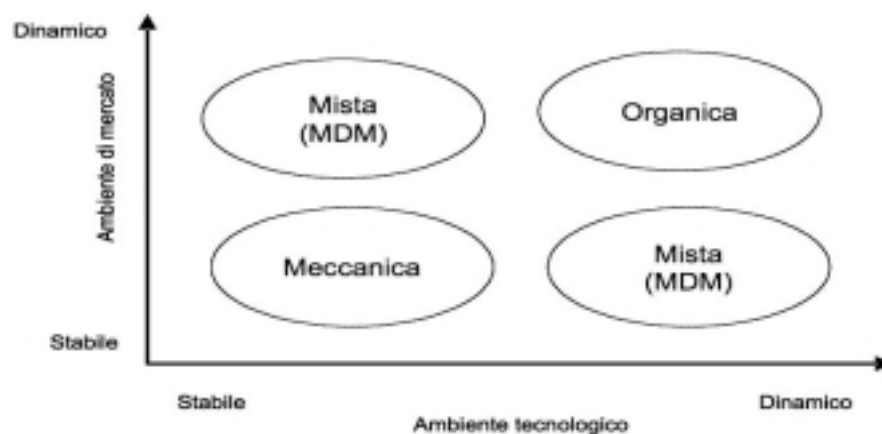 Dinamico
Ambiente di mercato
Mista
(MDM)
Organica
Meccanica
Mista
(MDM)
Stabile
Stabile
Dinamico
Ambiente tecnologico